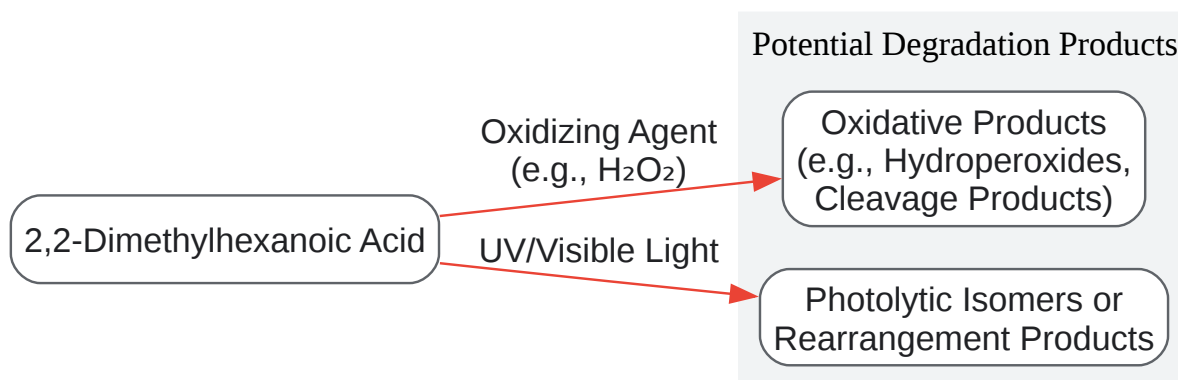 Potential Degradation Products
Oxidizing Agent
(e.g., H₂O₂)
Oxidative Products
(e.g., Hydroperoxides,
Cleavage Products)
2,2-Dimethylhexanoic Acid
UV/Visible Light
Photolytic Isomers or
Rearrangement Products